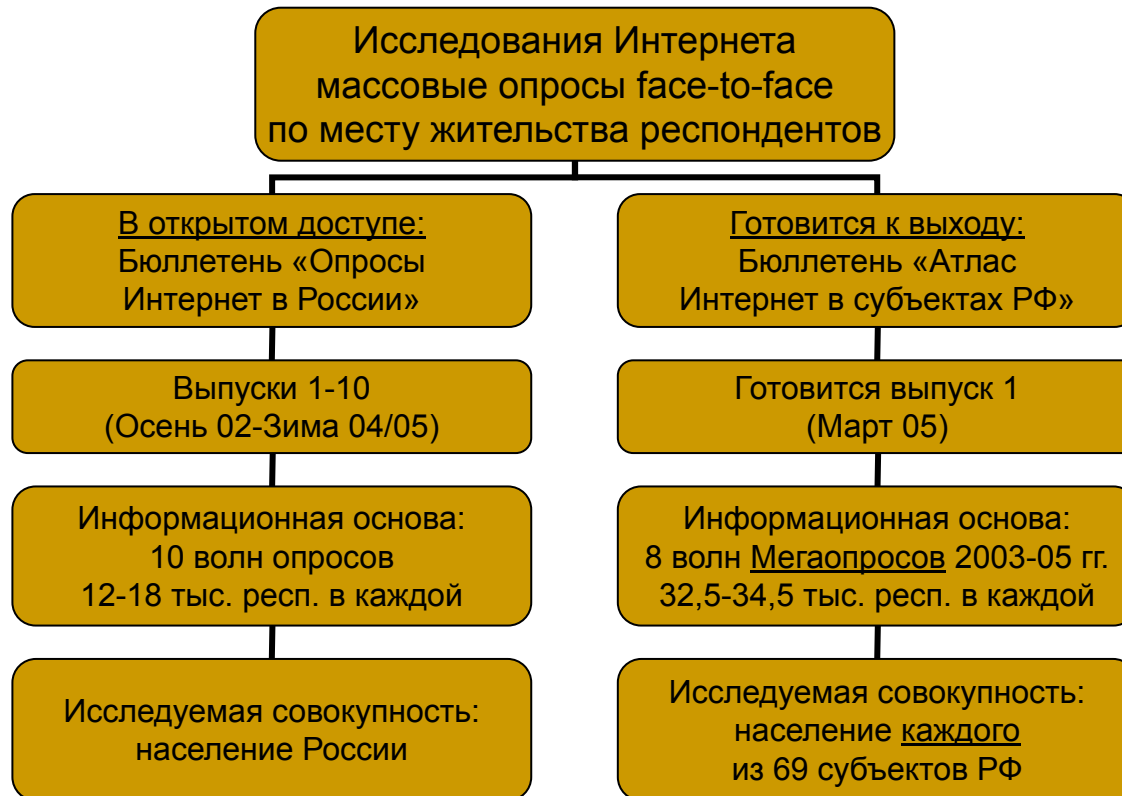 Исследования Интернета
массовые опросы face-to-face
по месту жительства респондентов
В открытом доступе:
Бюллетень «Опросы
Интернет в России»
Выпуски 1-10
(Осень 02-Зима 04/05)
Информационная основа:
10 волн опросов
12-18 тыс. респ. в каждой
Исследуемая совокупность:
население России
Готовится к выходу:
Бюллетень «Атлас
Интернет в субъектах РФ»
Готовится выпуск 1
(Март 05)
Информационная основа:
8 волн Мегаопросов 2003-05 гг.
32,5-34,5 тыс. респ. в каждой
Исследуемая совокупность:
население каждого
из 69 субъектов РФ